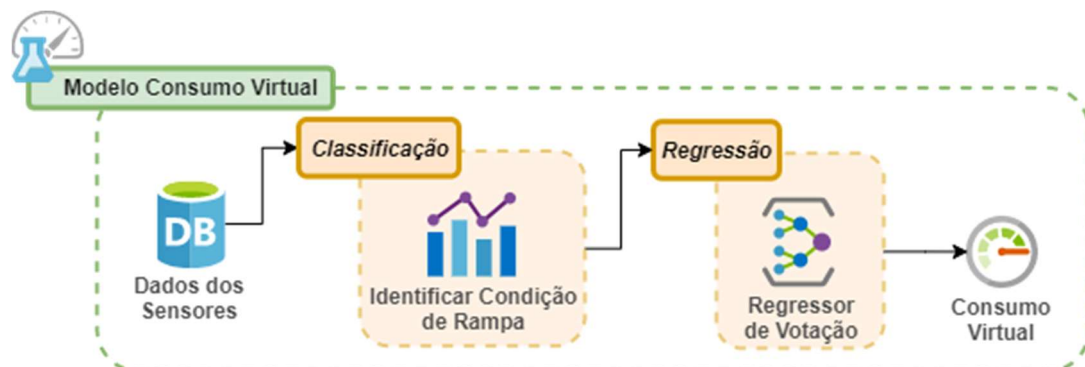 Modelo Consumo Virtual
Classificação
Regressão
DB
Dados dos
Sensores
Identificar Condição
de Rampa
Regressor
de Votação
Consumo
Virtual